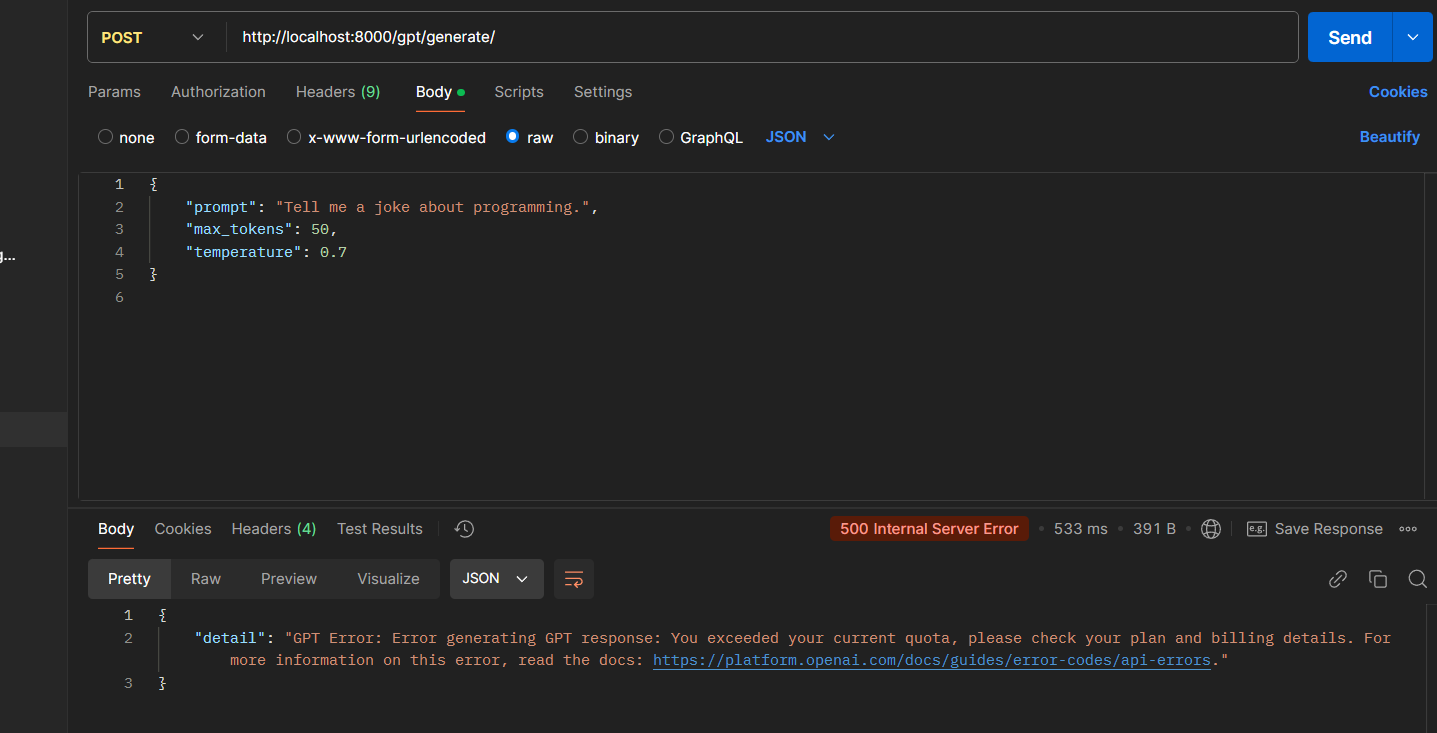 POST http://localhost:8000/gpt/generate/ Send
Params Authorization Headers (9) Body Scripts Settings Cookies
none form-data x-www-form-urlencoded raw binary GraphQL JSON Beautify
1 {
2 "prompt": "Tell me a joke about programming.",
3 "max_tokens": 50,
4 "temperature": 0.7
g...
5 }
6
Body Cookies Headers (4) Test Results 500 Internal Server Error • 533 ms • 391 B • e.g. Save Response
Pretty Raw Preview Visualize JSON
1 {
2 "detail": "GPT Error: Error generating GPT response: You exceeded your current quota, please check your plan and billing details. For
more information on this error, read the docs: https://platform.openai.com/docs/guides/error-codes/api-errors."
3 }